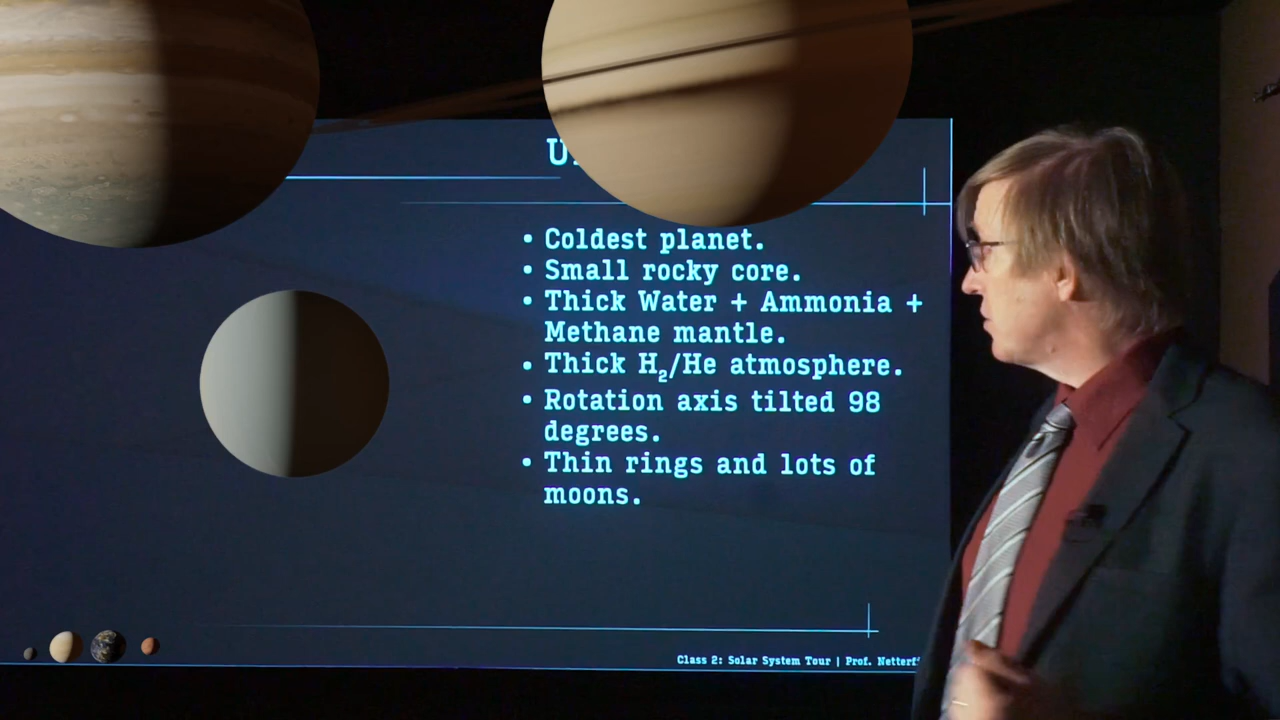 • Coldest planet.
• Small rocky core.
• Thick Water + Ammonia +
Methane mantle.
• Thick H₂/He atmosphere.
• Rotation axis tilted 98
degrees.
• Thin rings and lots of
moons.
Class 2: Solar System Tour | Prof.